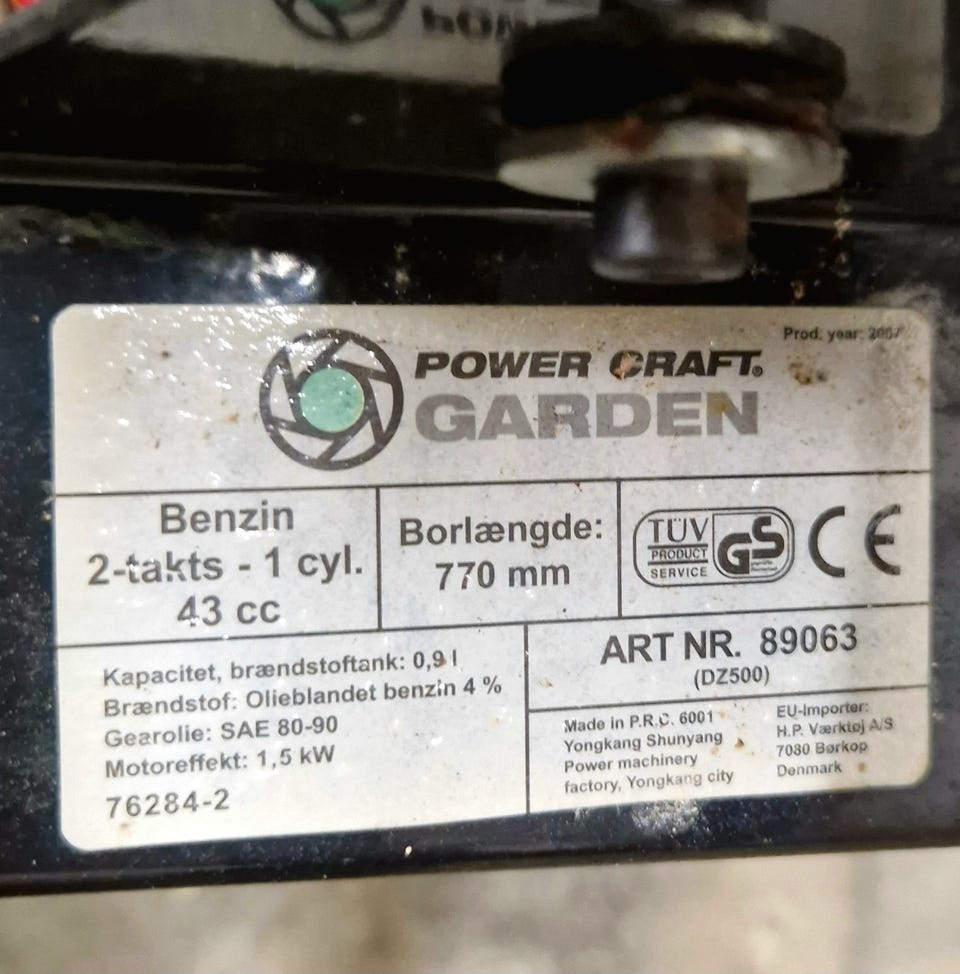 Prod. year:
POWER CRAFT®
GARDEN
Benzin
2-takts - 1 cyl.
43 cc
Borlængde:
770 mm
TÜV
PRODUCT
SERVICE
GS
CE
Kapacitet, brændstoftank: 0,9 l
Brændstof: Olieblandet benzin 4 %
Gearolie: SAE 80-90
Motoreffekt: 1,5 kW
76284-2
ART NR. 89063
(DZ500)
Made in P.R.C. 6001
Yongkang Shunyang
Power machinery
factory, Yongkang city
EU-Importer:
H.P. Værktøj A/S
7080 Børkop
Denmark